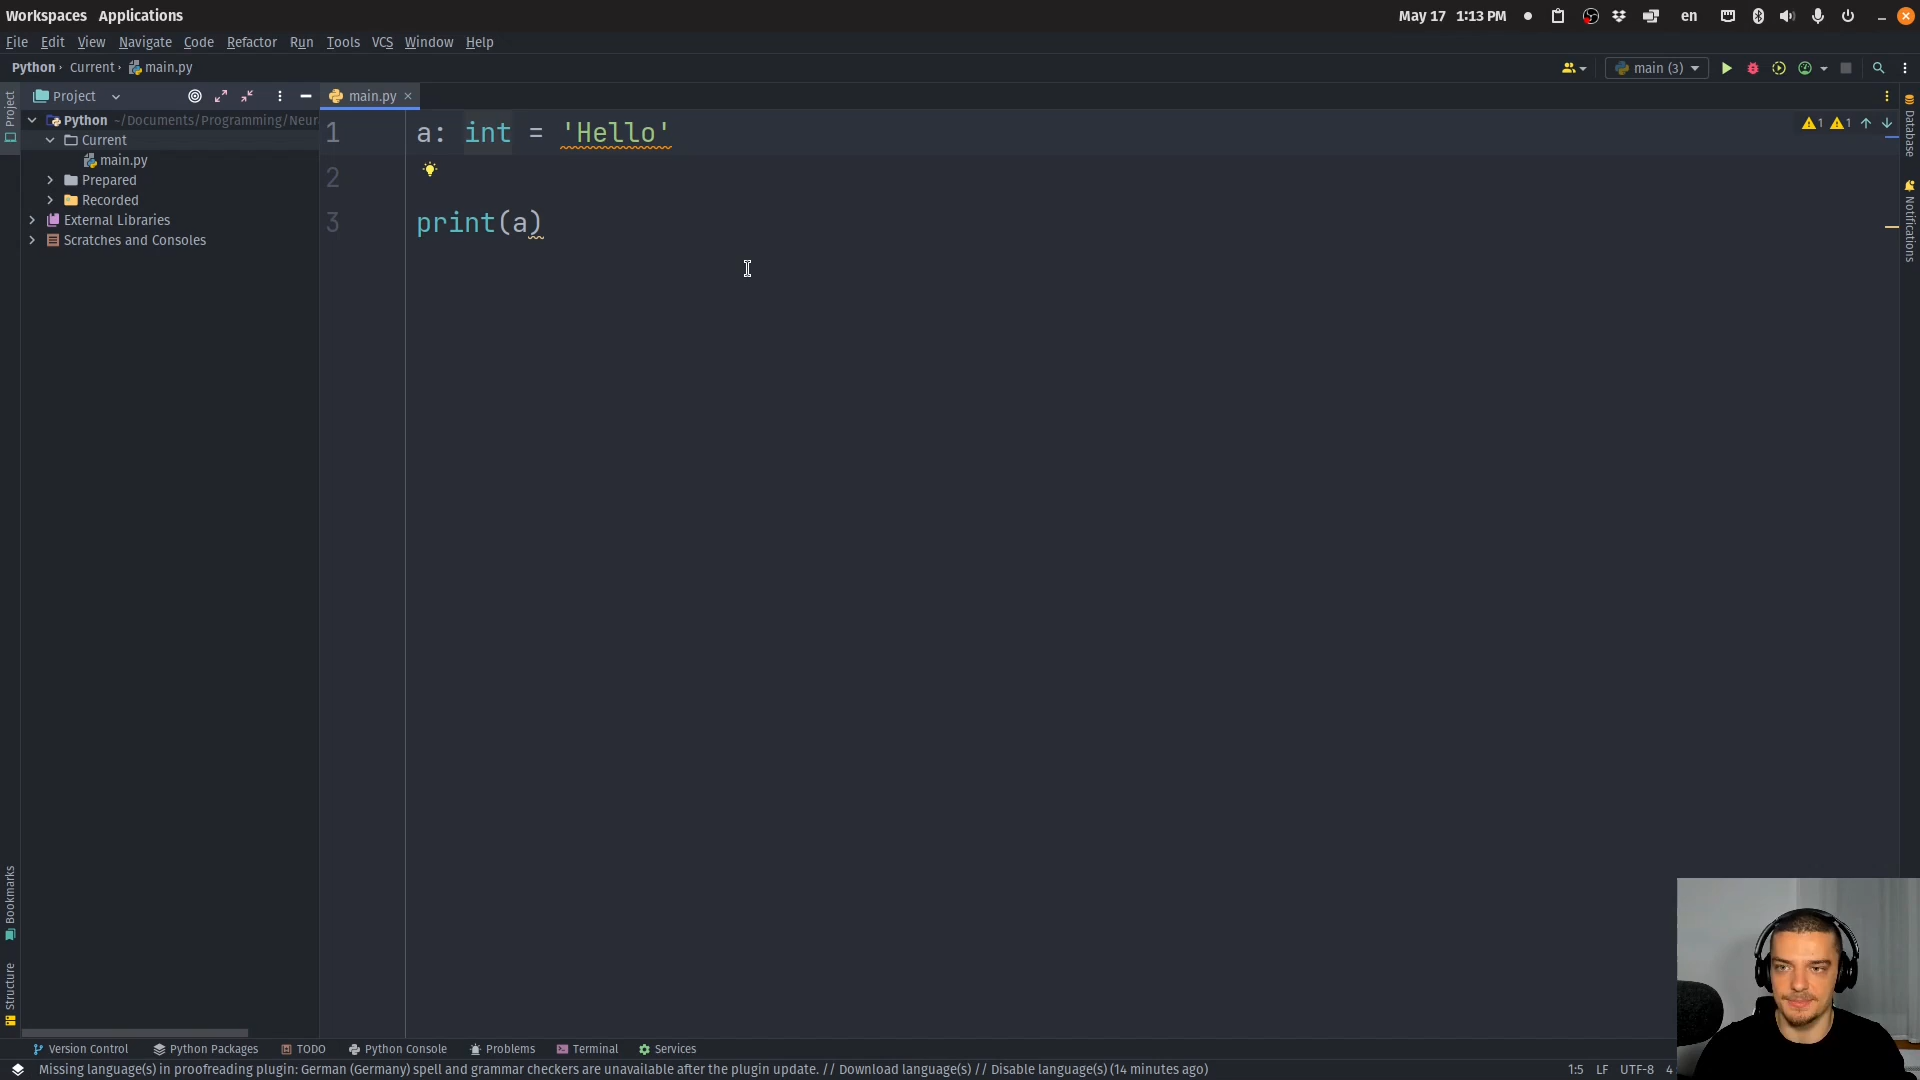 Workspaces Applications
May 17 1:13 PM
en
File Edit View Navigate Code Refactor Run Tools VCS Window Help
Python Current main.py
main (3)
Project
main.py
Python ~/Documents/Programming/Neur
Current
main.py
Prepared
Recorded
External Libraries
Scratches and Consoles
1 a: int = 'Hello'
2
3 print(a)
1 1
Project
Bookmarks
Structure
Database
Notifications
Version Control Python Packages TODO Python Console Problems Terminal Services
Missing language(s) in proofreading plugin: German (Germany) spell and grammar checkers are unavailable after the plugin update. // Download language(s) // Disable language(s) (14 minutes ago)
1:5 LF UTF-8 4